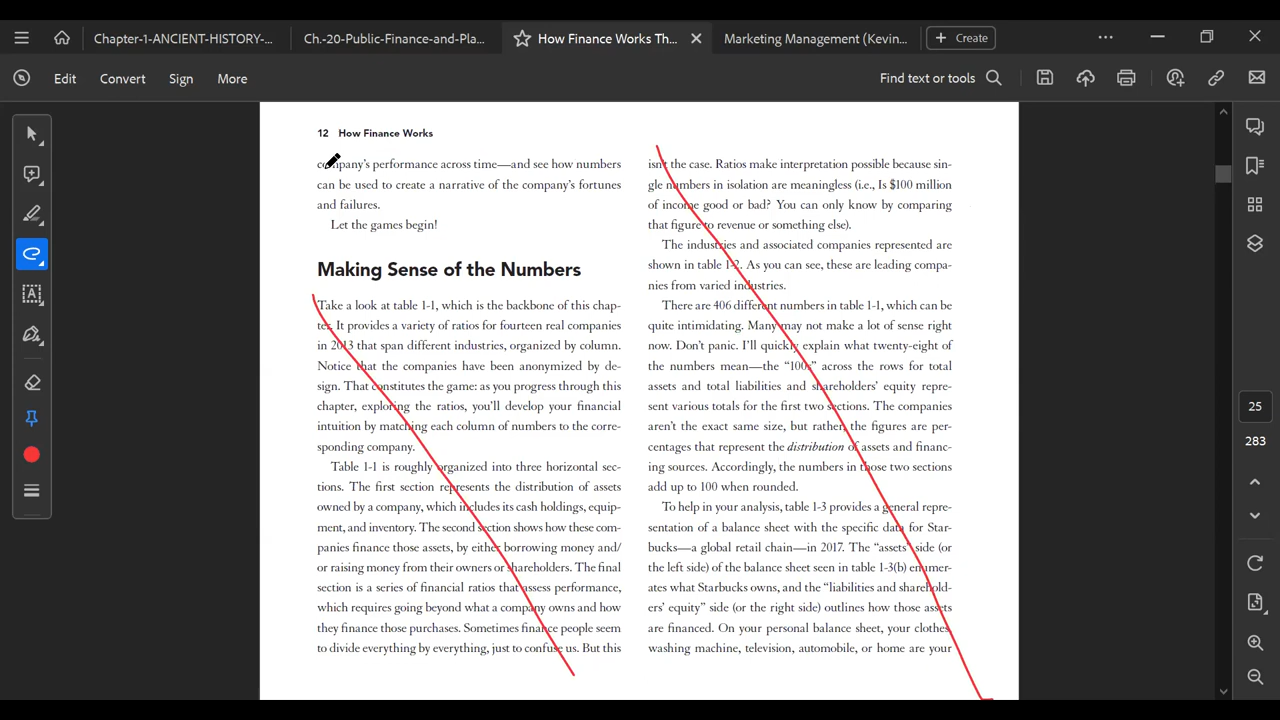 Chapter-1-ANCIENT-HISTORY-...
Ch.-20-Public-Finance-and-Pla...
How Finance Works Th...
Marketing Management (Kevin...
Create
Edit Convert Sign More
Find text or tools
12 How Finance Works
company's performance across time—and see how numbers
can be used to create a narrative of the company's fortunes
and failures.
Let the games begin!
Making Sense of the Numbers
Take a look at table 1-1, which is the backbone of this chap-
ter. It provides a variety of ratios for fourteen real companies
in 2013 that span different industries, organized by column.
Notice that the companies have been anonymized by de-
sign. That constitutes the game: as you progress through this
chapter, exploring the ratios, you'll develop your financial
intuition by matching each column of numbers to the corre-
sponding company.
Table 1-1 is roughly organized into three horizontal sec-
tions. The first section represents the distribution of assets
owned by a company, which includes its cash holdings, equip-
ment, and inventory. The second section shows how these com-
panies finance those assets, by either borrowing money and/
or raising money from their owners or shareholders. The final
section is a series of financial ratios that assess performance,
which requires going beyond what a company owns and how
they finance those purchases. Sometimes finance people seem
to divide everything by everything, just to confuse us. But this
isn't the case. Ratios make interpretation possible because sin-
gle numbers in isolation are meaningless (i.e., Is $100 million
of income good or bad? You can only know by comparing
that figure to revenue or something else).
The industries and associated companies represented are
shown in table 1-2. As you can see, these are leading compa-
nies from varied industries.
There are 406 different numbers in table 1-1, which can be
quite intimidating. Many may not make a lot of sense right
now. Don't panic. I'll quickly explain what twenty-eight of
the numbers mean—the "100s" across the rows for total
assets and total liabilities and shareholders' equity repre-
sent various totals for the first two sections. The companies
aren't the exact same size, but rather, the figures are per-
centages that represent the distribution of assets and financ-
ing sources. Accordingly, the numbers in those two sections
add up to 100 when rounded.
To help in your analysis, table 1-3 provides a general repre-
sentation of a balance sheet with the specific data for Star-
bucks—a global retail chain—in 2017. The "assets" side (or
the left side) of the balance sheet seen in table 1-3(b) enumer-
ates what Starbucks owns, and the "liabilities and sharehold-
ers' equity" side (or the right side) outlines how those assets
are financed. On your personal balance sheet, your clothes,
washing machine, television, automobile, or home are your
25
283